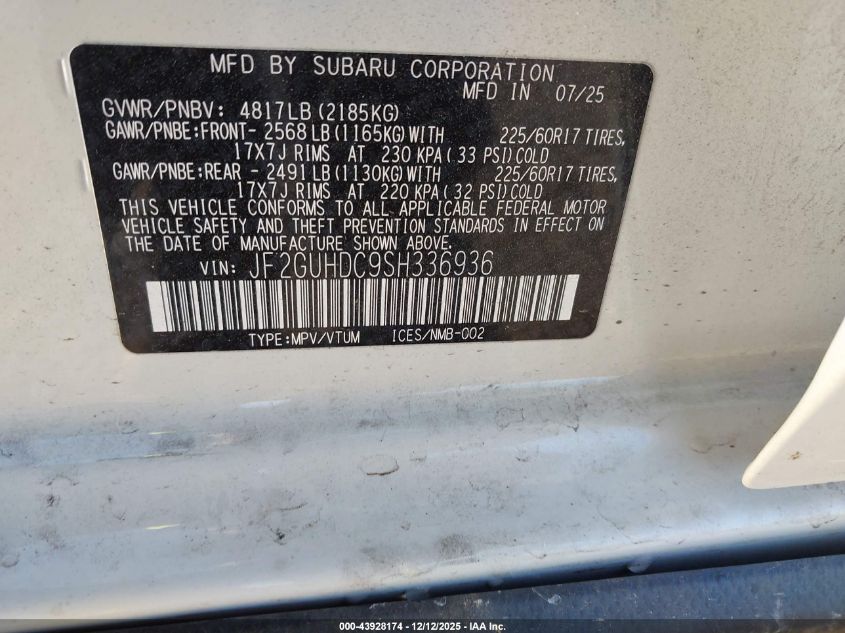 MFD BY SUBARU CORPORATION
MFD IN 07/25
GVWR/PNBV: 4817LB (2185KG)
GAWR/PNBE:FRONT- 2568 LB (1165KG) WITH 225/60R17 TIRES,
17X7J RIMS AT 230 KPA ( 33 PSI) COLD
GAWR/PNBE:REAR - 2491 LB (1130KG) WITH 225/60R17 TIRES,
17X7J RIMS AT 220 KPA ( 32 PSI) COLD
THIS VEHICLE CONFORMS TO ALL APPLICABLE FEDERAL MOTOR
VEHICLE SAFETY AND THEFT PREVENTION STANDARDS IN EFFECT ON
THE DATE OF MANUFACTURE SHOWN ABOVE.
VIN: JF2GUHDC9SH336936
TYPE:MPV/VTUM ICES/NMB-002
000-43928174 - 12/12/2025 - IAA Inc.